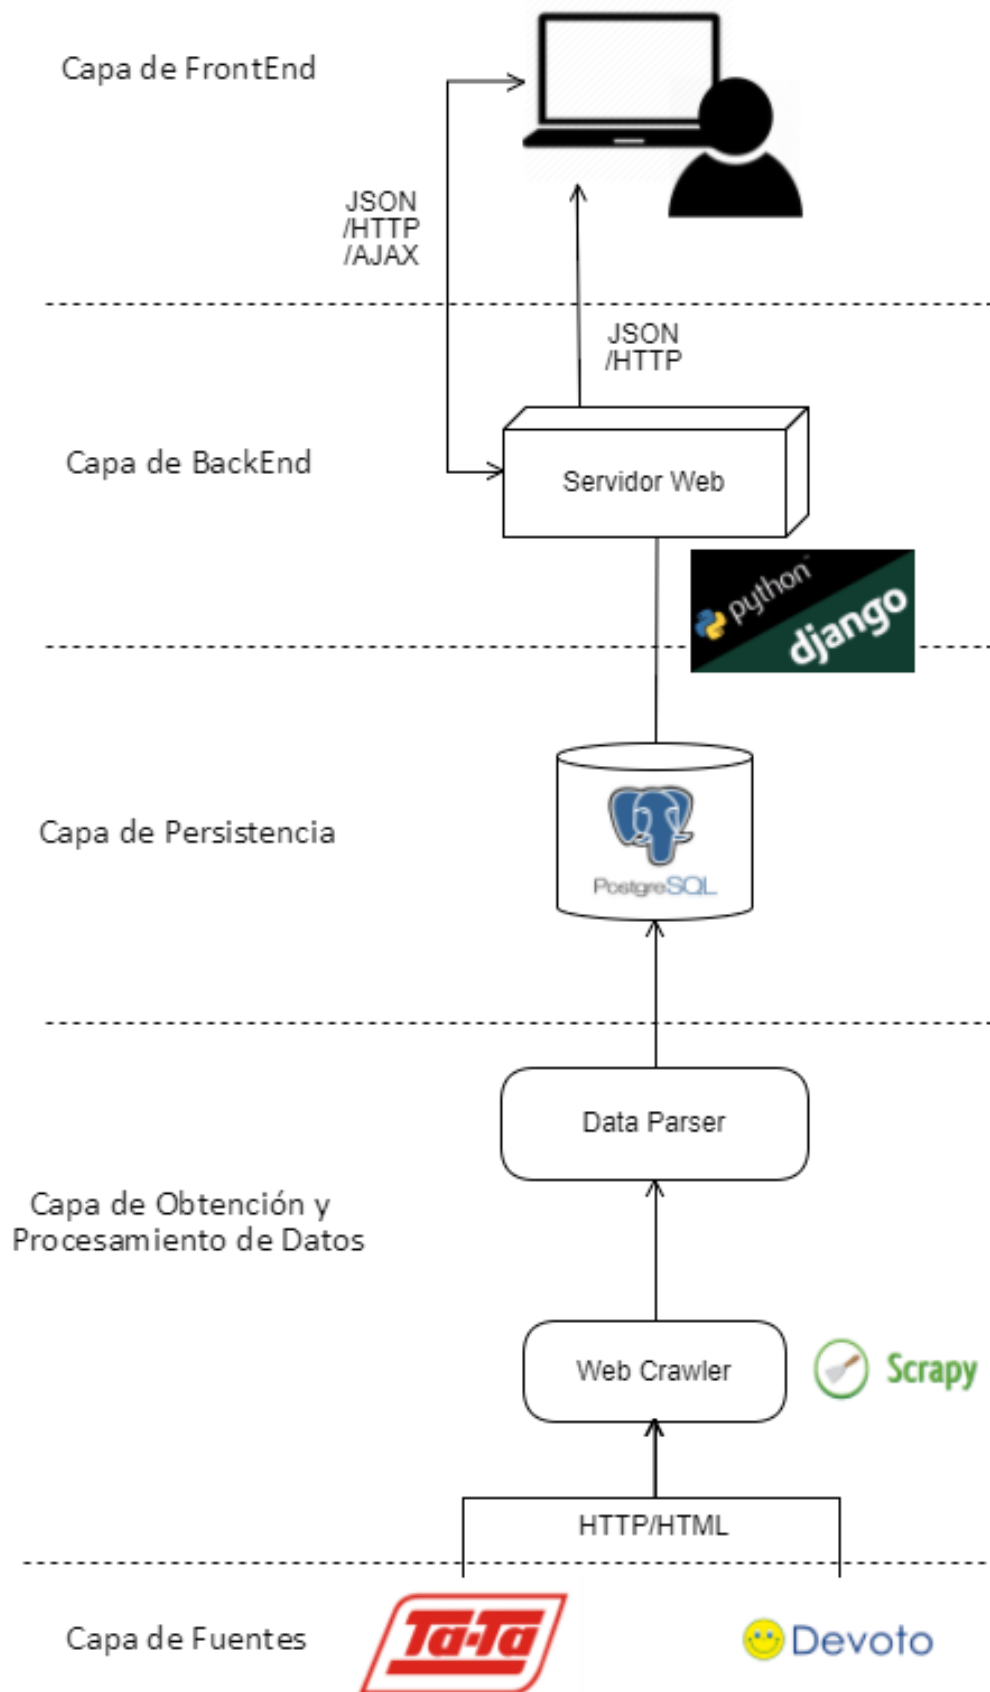 Capa de FrontEnd
JSON
/HTTP
/AJAX
JSON
/HTTP
Capa de BackEnd
Servidor Web
python
django
Capa de Persistencia
PostgreSQL
Data Parser
Capa de Obtención y
Procesamiento de Datos
Web Crawler
Scrapy
HTTP/HTML
Capa de Fuentes
Ta-Ta
Devoto